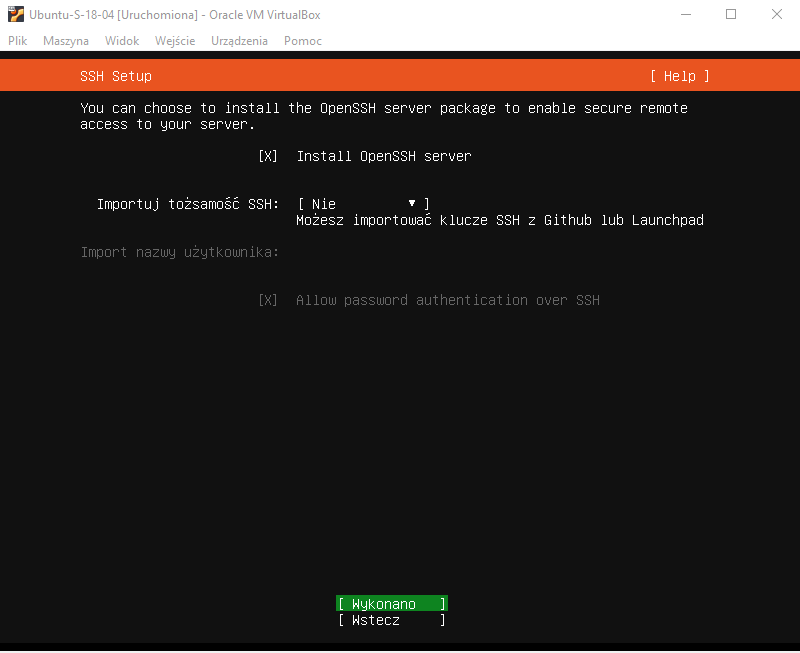 Ubuntu-S-18-04 [Uruchomiona] - Oracle VM VirtualBox
Plik Maszyna Widok Wejście Urządzenia Pomoc
SSH Setup [ Help ]
You can choose to install the OpenSSH server package to enable secure remote
access to your server.
[X] Install OpenSSH server
Importuj tożsamość SSH: [ Nie ▾ ]
Możesz importować klucze SSH z Github lub Launchpad
Import nazwy użytkownika:
[X] Allow password authentication over SSH
[ Wykonano ]
[ Wstecz ]